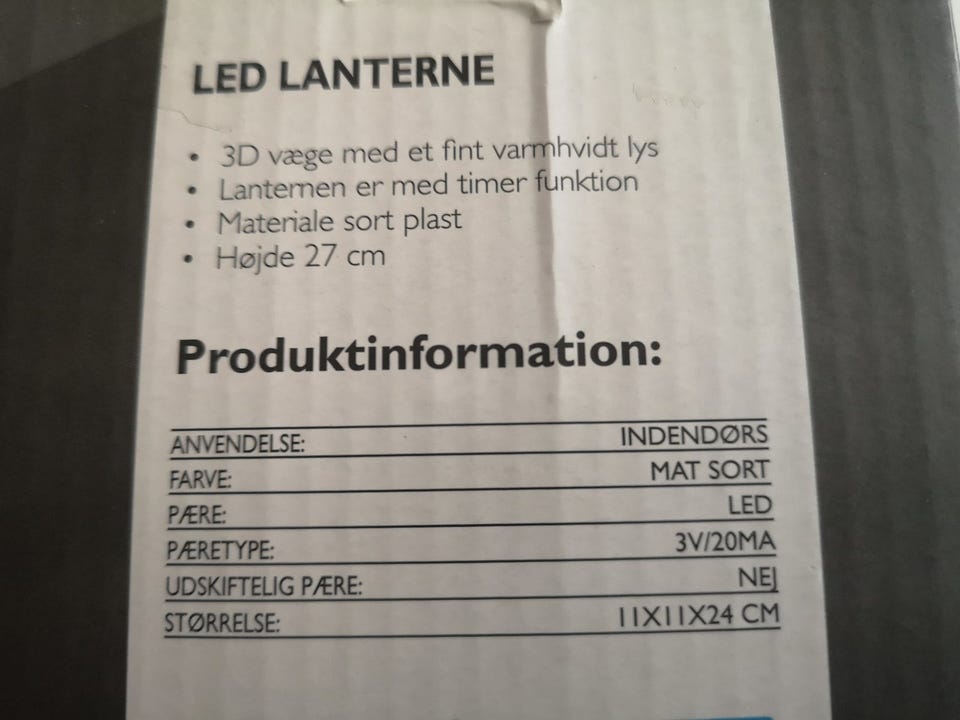 LED LANTERNE
• 3D væge med et fint varmhvidt lys
• Lanternen er med timer funktion
• Materiale sort plast
• Højde 27 cm
Produktinformation:
ANVENDELSE: INDENDØRS
FARVE: MAT SORT
PÆRE: LED
PÆRETYPE: 3V/20MA
UDSKIFTELIG PÆRE: NEJ
STØRRELSE: 11X11X24 CM